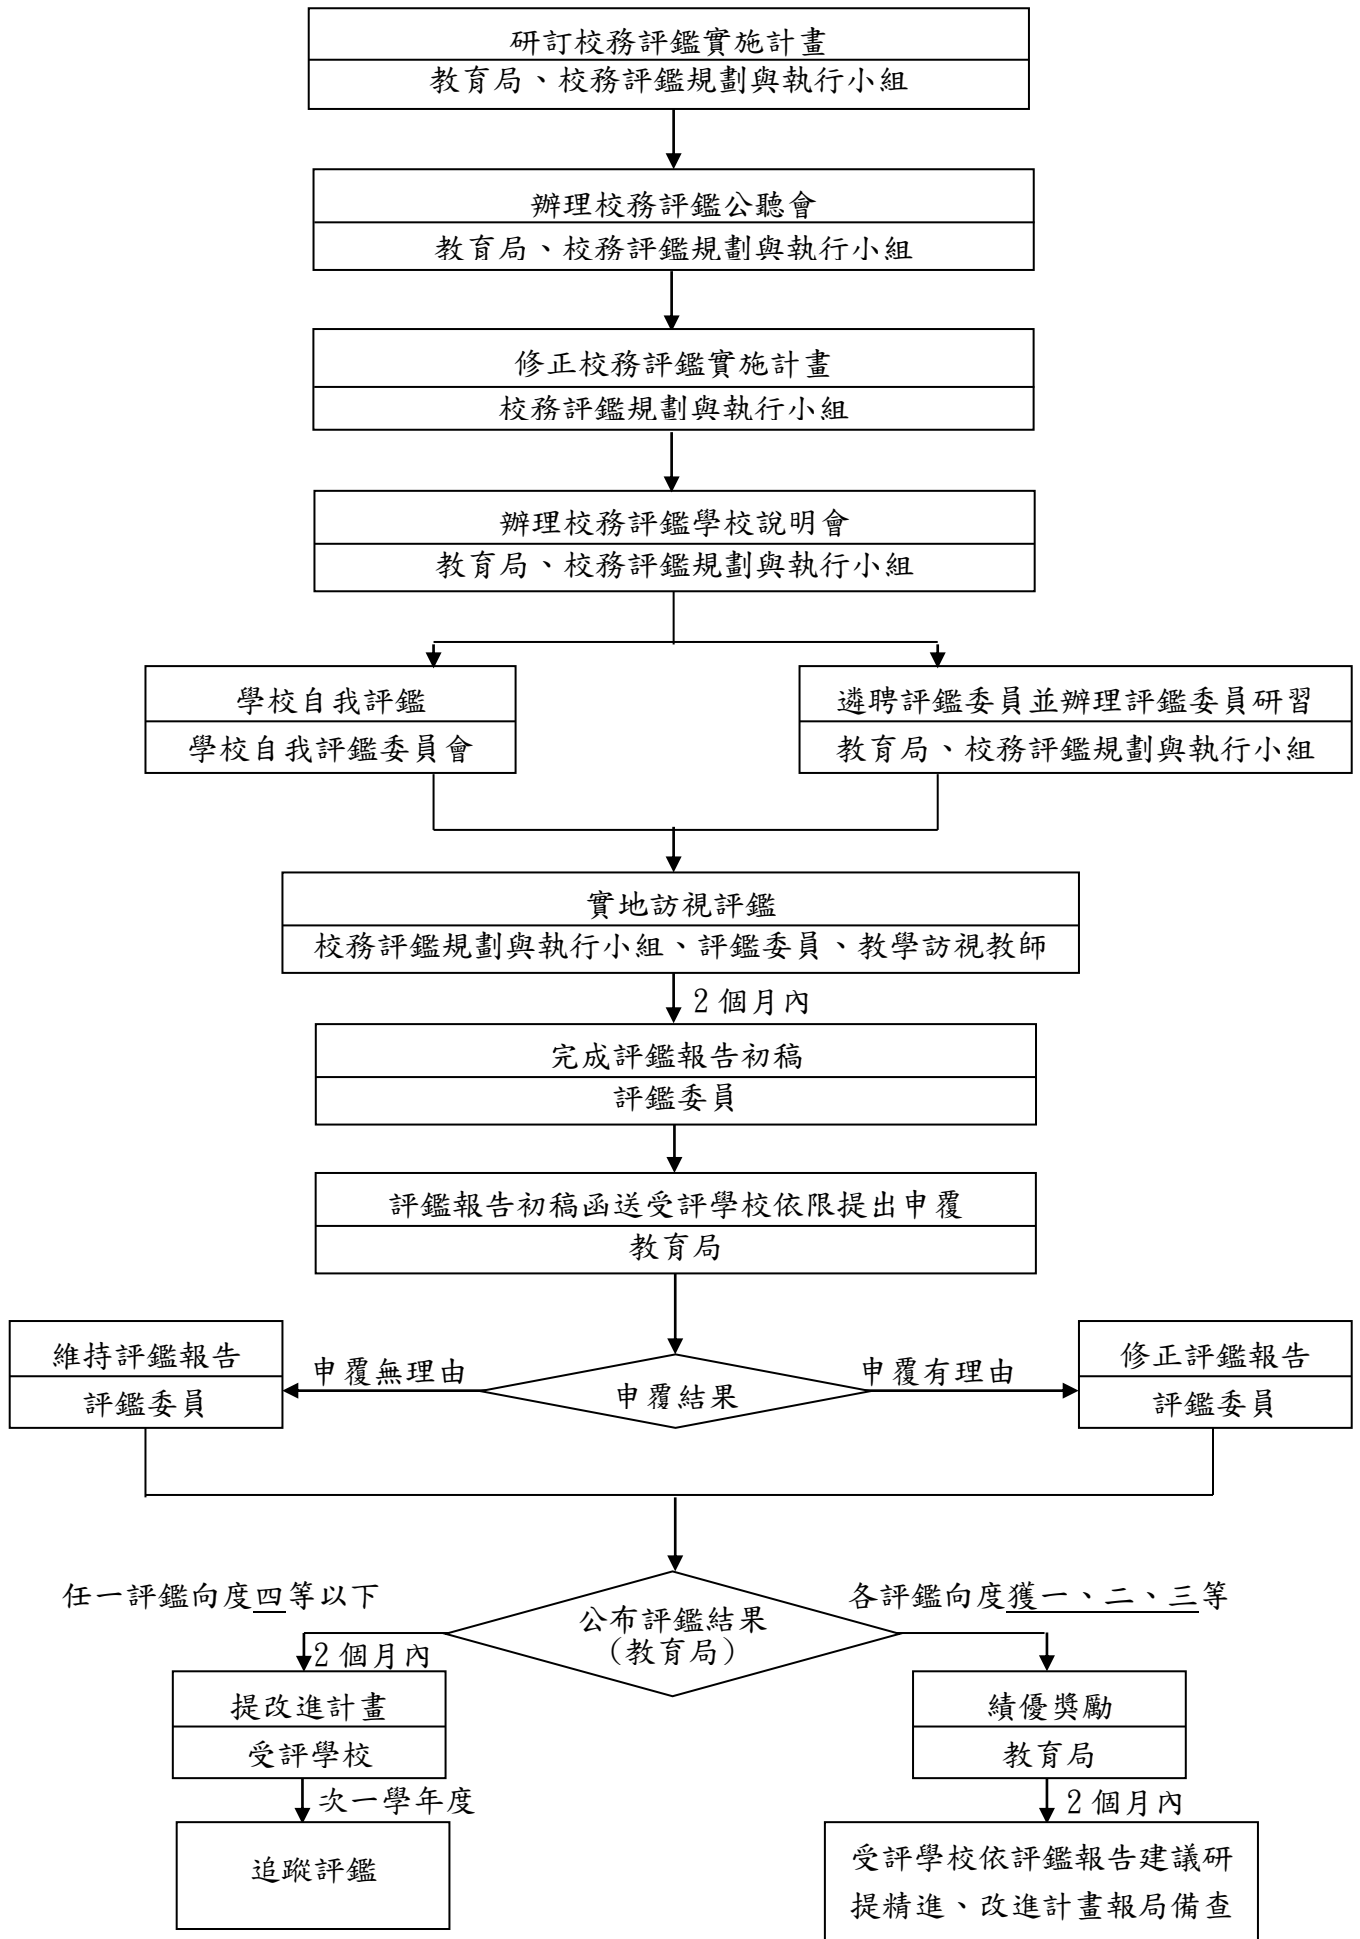 研訂校務評鑑實施計畫
教育局、校務評鑑規劃與執行小組
辦理校務評鑑公聽會
教育局、校務評鑑規劃與執行小組
修正校務評鑑實施計畫
校務評鑑規劃與執行小組
辦理校務評鑑學校說明會
教育局、校務評鑑規劃與執行小組
學校自我評鑑
學校自我評鑑委員會
遴聘評鑑委員並辦理評鑑委員研習
教育局、校務評鑑規劃與執行小組
實地訪視評鑑
校務評鑑規劃與執行小組、評鑑委員、教學訪視教師
2 個月內
完成評鑑報告初稿
評鑑委員
評鑑報告初稿函送受評學校依限提出申覆
教育局
維持評鑑報告
評鑑委員
申覆無理由
申覆結果
申覆有理由
修正評鑑報告
評鑑委員
任一評鑑向度四等以下
公布評鑑結果
（教育局）
各評鑑向度獲一、二、三等
2 個月內
提改進計畫
受評學校
次一學年度
追蹤評鑑
績優獎勵
教育局
2 個月內
受評學校依評鑑報告建議研
提精進、改進計畫報局備查